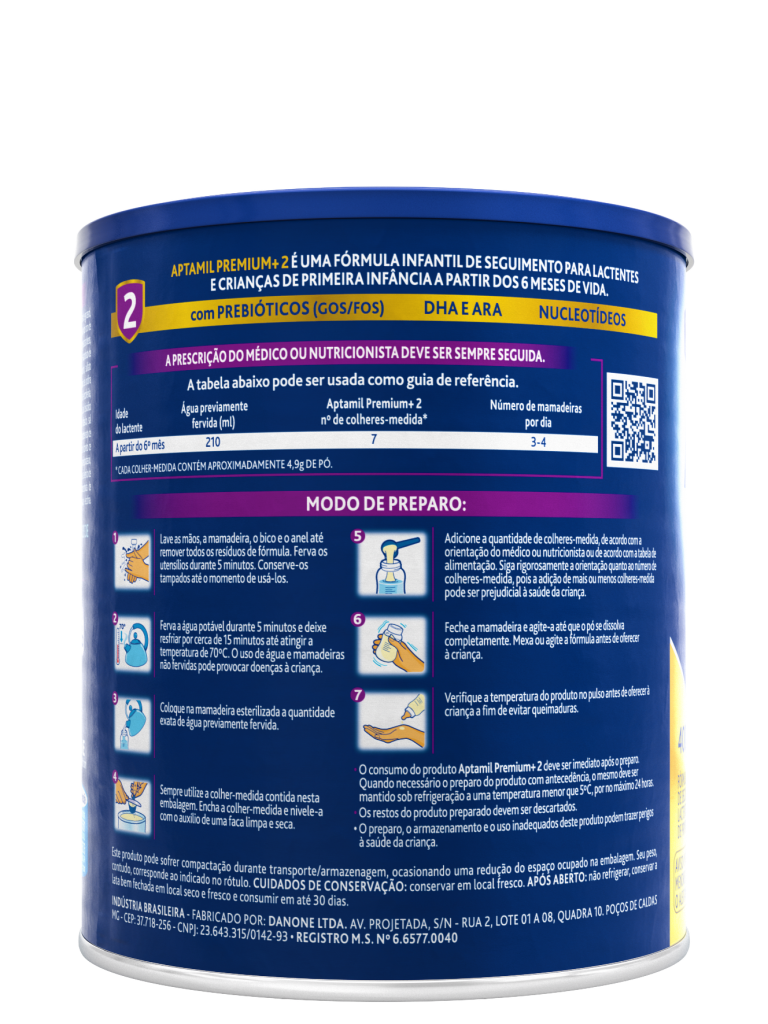 APTAMIL PREMIUM+ 2 É UMA FÓRMULA INFANTIL DE SEGUIMENTO PARA LACTENTES
E CRIANÇAS DE PRIMEIRA INFÂNCIA A PARTIR DOS 6 MESES DE VIDA.
2
com PREBIÓTICOS (GOS/FOS) DHA E ARA NUCLEOTÍDEOS
A PRESCRIÇÃO DO MÉDICO OU NUTRICIONISTA DEVE SER SEMPRE SEGUIDA.
A tabela abaixo pode ser usada como guia de referência.
Idade do lactente
Água previamente fervida (ml)
Aptamil Premium+ 2 nº de colheres-medida*
Número de mamadeiras por dia
A partir do 6º mês 210 7 3-4
*CADA COLHER-MEDIDA CONTÉM APROXIMADAMENTE 4,9g DE PÓ.
MODO DE PREPARO:
1
Lave as mãos, a mamadeira, o bico e o anel até
remover todos os resíduos de fórmula. Ferva os
utensílios durante 5 minutos. Conserve-os
tampados até o momento de usá-los.
2
Ferva a água potável durante 5 minutos e deixe
resfriar por cerca de 15 minutos até atingir a
temperatura de 70ºC. O uso de água e mamadeiras
não fervidas pode provocar doenças à criança.
3
Coloque na mamadeira esterilizada a quantidade
exata de água previamente fervida.
4
Sempre utilize a colher-medida contida nesta
embalagem. Encha a colher-medida e nivele-a
com o auxílio de uma faca limpa e seca.
5
Adicione a quantidade de colheres-medida, de acordo com a
orientação do médico ou nutricionista ou de acordo com a tabela de
alimentação. Siga rigorosamente a orientação quanto ao número de
colheres-medida, pois a adição de mais ou menos colheres-medida
pode ser prejudicial à saúde da criança.
6
Feche a mamadeira e agite-a até que o pó se dissolva
completamente. Mexa ou agite a fórmula antes de oferecer
à criança.
7
Verifique a temperatura do produto no pulso antes de oferecer à
criança a fim de evitar queimaduras.
• O consumo do produto Aptamil Premium+ 2 deve ser imediato após o preparo.
Quando necessário o preparo do produto com antecedência, o mesmo deve ser
mantido sob refrigeração a uma temperatura menor que 5ºC, por no máximo 24 horas.
• Os restos do produto preparado devem ser descartados.
• O preparo, o armazenamento e o uso inadequados deste produto podem trazer perigos
à saúde da criança.
Este produto pode sofrer compactação durante transporte/armazenagem, ocasionando uma redução do espaço ocupado na embalagem. Seu peso,
contudo, corresponde ao indicado no rótulo. CUIDADOS DE CONSERVAÇÃO: conservar em local fresco. APÓS ABERTO: não refrigerar, conservar a
lata bem fechada em local seco e fresco e consumir em até 30 dias.
INDÚSTRIA BRASILEIRA - FABRICADO POR: DANONE LTDA. AV. PROJETADA, S/N - RUA 2, LOTE 01 A 08, QUADRA 10. POÇOS DE CALDAS
MG - CEP: 37.718-256 - CNPJ: 23.643.315/0142-93 • REGISTRO M.S. Nº 6.6577.0040